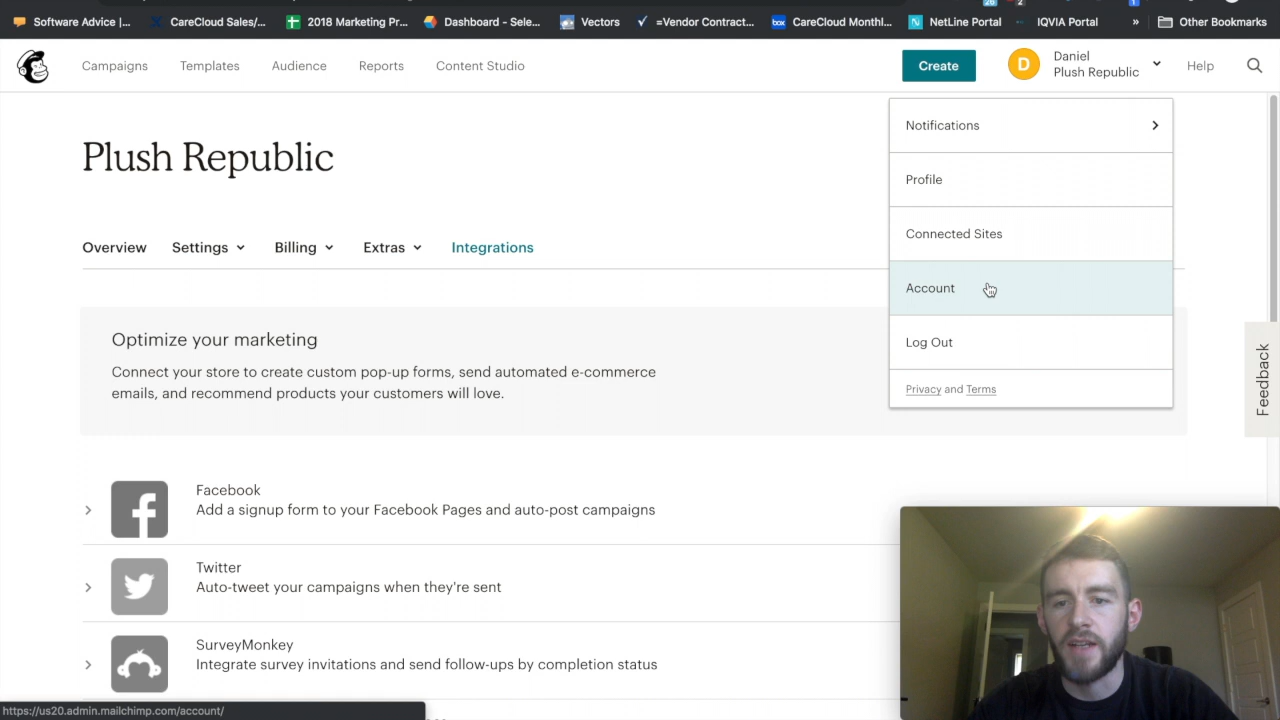 Software Advice |...
CareCloud Sales/...
2018 Marketing Pr...
Dashboard - Sele...
Vectors
=Vendor Contract...
CareCloud Monthl...
NetLine Portal
IQVIA Portal
»
Other Bookmarks
Campaigns
Templates
Audience
Reports
Content Studio
Create
D
Daniel
Plush Republic
Help
Notifications
Profile
Connected Sites
Account
Log Out
Privacy and Terms
Plush Republic
Overview
Settings
Billing
Extras
Integrations
Optimize your marketing
Connect your store to create custom pop-up forms, send automated e-commerce
emails, and recommend products your customers will love.
Feedback
Facebook
Add a signup form to your Facebook Pages and auto-post campaigns
Twitter
Auto-tweet your campaigns when they're sent
SurveyMonkey
Integrate survey invitations and send follow-ups by completion status
https://us20.admin.mailchimp.com/account/